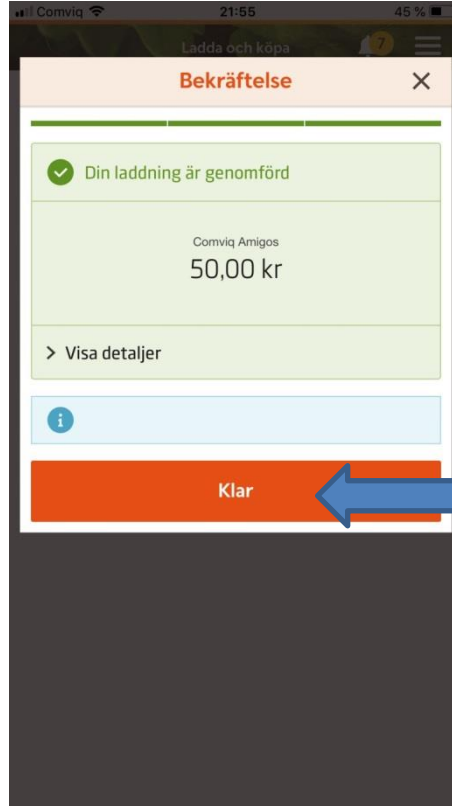 Comviq 21:55 45 %
Ladda och köpa 7
Bekräftelse
Din laddning är genomförd
Comviq Amigos
50,00 kr
Visa detaljer
Klar